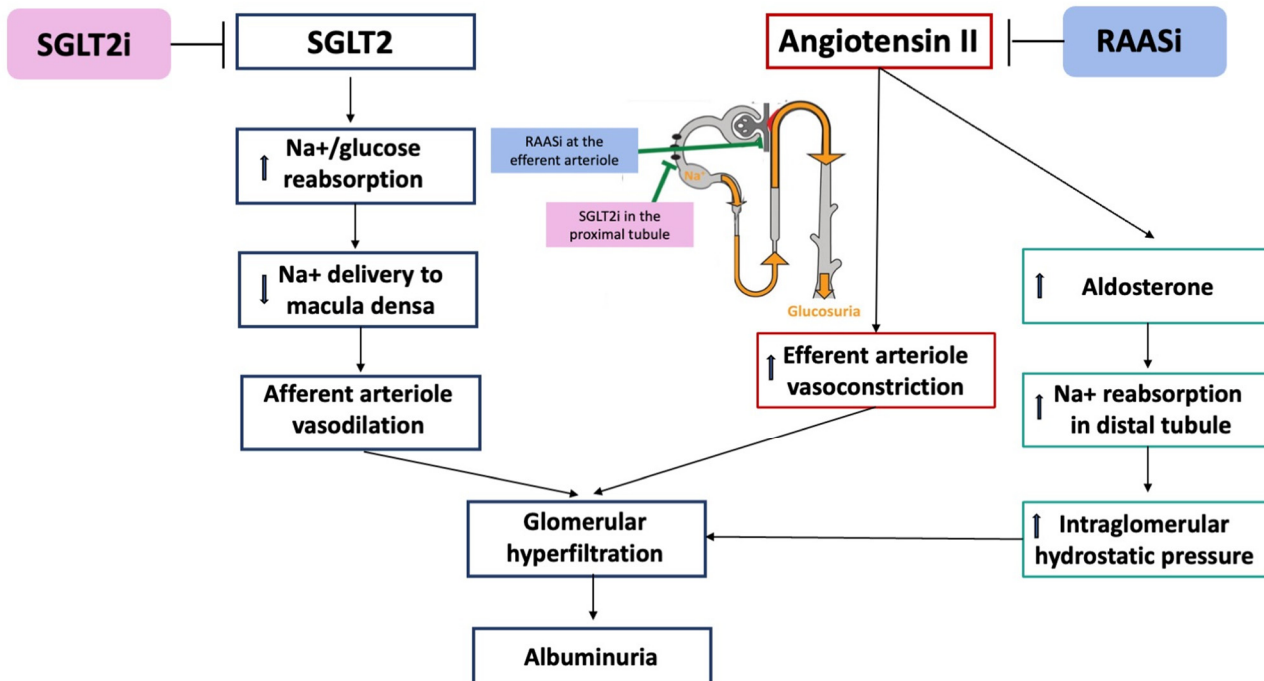 SGLT2i
SGLT2
Angiotensin II
RAASi
Na+/glucose
reabsorption
RAASi at the
efferent arteriole
Na+
SGLT2i in the
proximal tubule
Na+ delivery to
macula densa
Aldosterone
Glucosuria
Afferent arteriole
vasodilation
Efferent arteriole
vasoconstriction
Na+ reabsorption
in distal tubule
Glomerular
hyperfiltration
Intraglomerular
hydrostatic pressure
Albuminuria